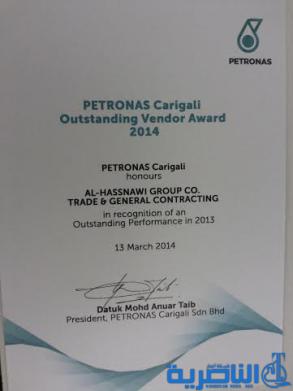 PETRONAS
PETRONAS Carigali
Outstanding Vendor Award
2014
PETRONAS Carigali
honours
AL-HASSNAWI GROUP CO.
TRADE & GENERAL CONTRACTING
in recognition of an
Outstanding Performance in 2013
13 March 2014
Datuk Mohd Anuar Taib
President, PETRONAS Carigali Sdn Bhd
الناصرية